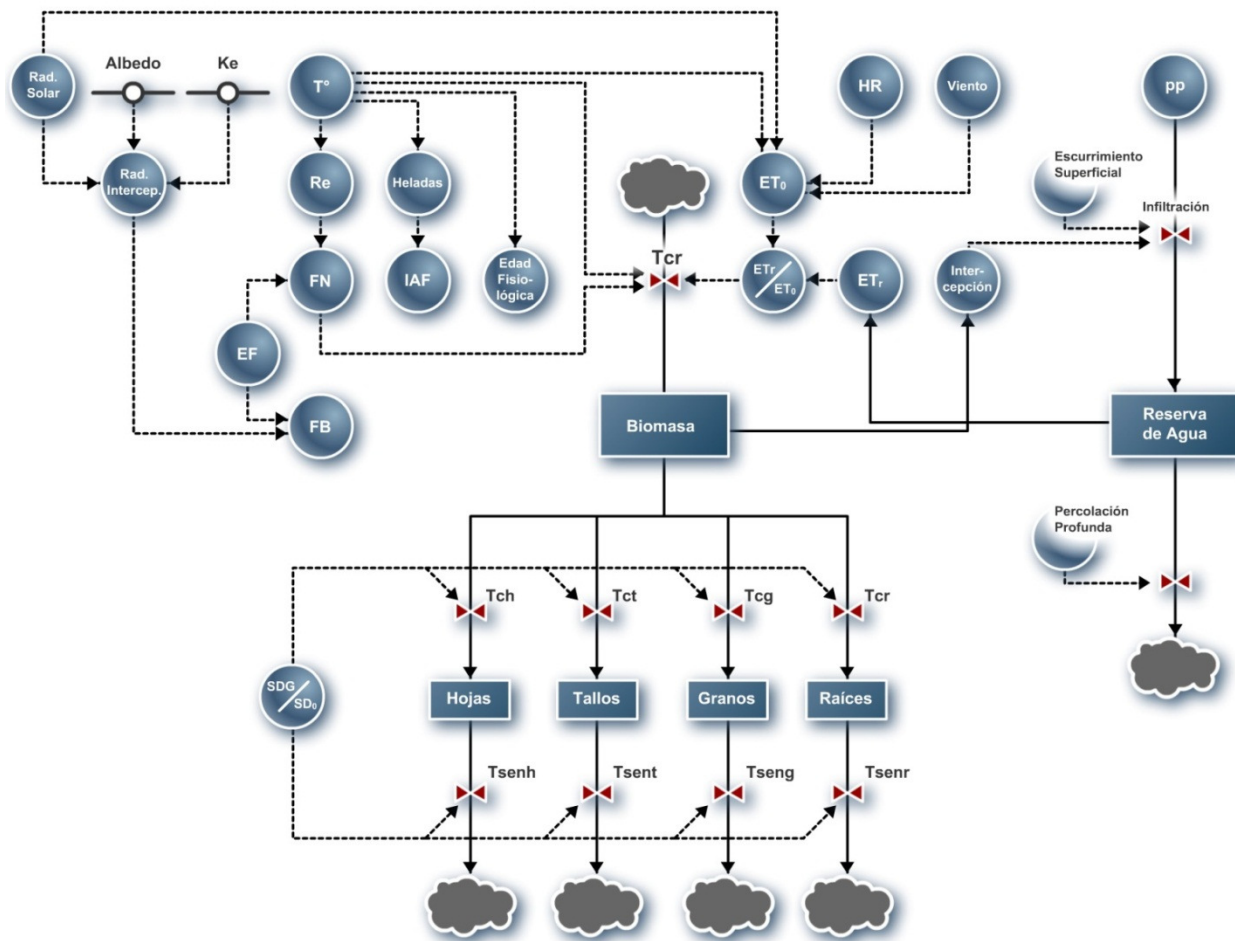 Albedo
Ke
Rad.
Solar
T°
HR
Viento
pp
Rad.
Intercep.
Re
Heladas
ET₀
Escurrimiento
Superficial
Infiltración
Tcr
FN
IAF
Edad
Fisio-
lógica
ETr
ET₀
ETr
Inter-
cepción
EF
FB
Biomasa
Reserva
de Agua
Percolación
Profunda
Tch
Tct
Tcg
Tcr
SDG
SD₀
Hojas
Tallos
Granos
Raíces
Tsenh
Tsent
Tseng
Tsenr